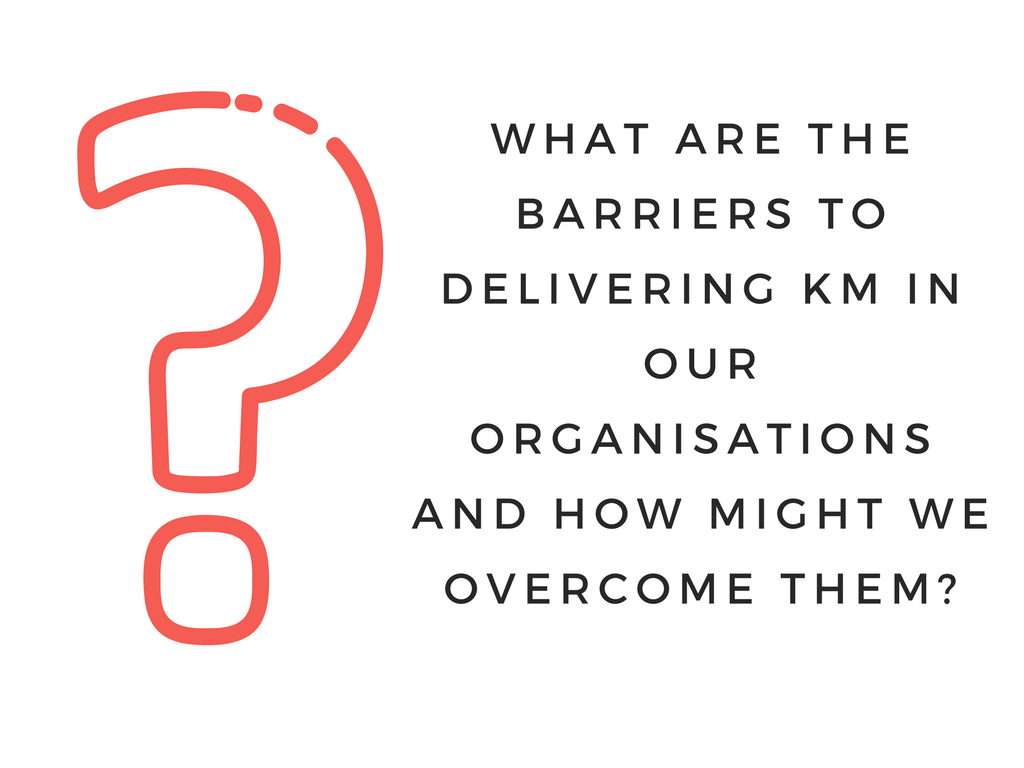 WHAT ARE THE
BARRIERS TO
DELIVERING KM IN
OUR
ORGANISATIONS
AND HOW MIGHT WE
OVERCOME THEM?